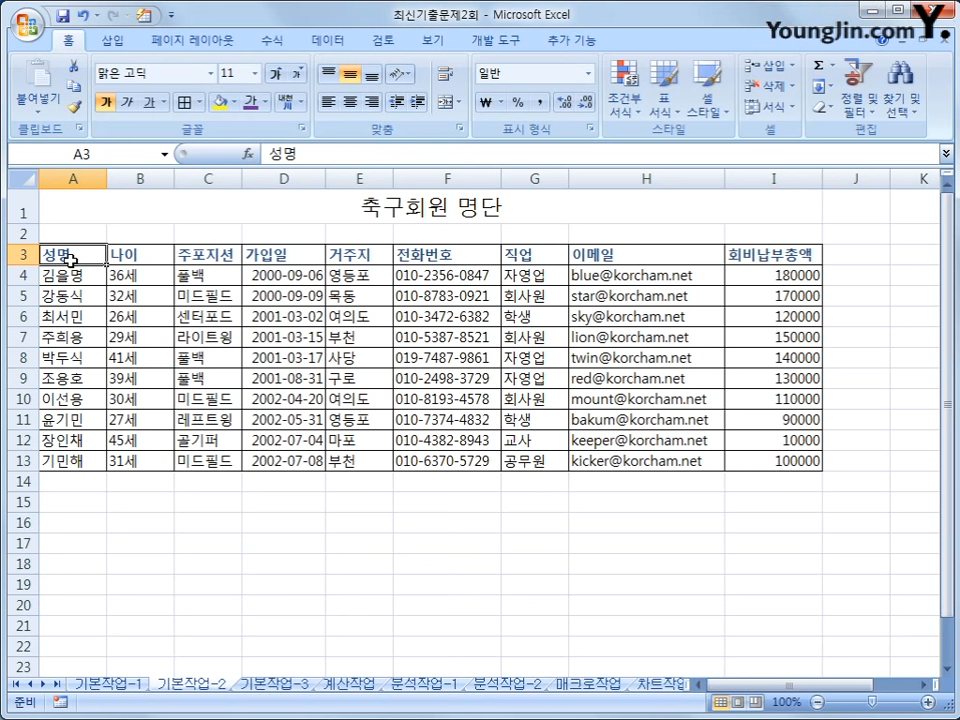 최신기출문제2회 - Microsoft Excel
YoungJin.com Y.
홈 삽입 페이지 레이아웃 수식 데이터 검토 보기 개발 도구 추가 기능
맑은 고딕 11 일반
붙여넣기 조건부 서식 표 서식 셀 스타일 삽입 삭제 서식 정렬 및 필터 찾기 및 선택
클립보드 글꼴 맞춤 표시 형식 스타일 셀 편집
A3 fx 성명
A B C D E F G H I J K
1 축구회원 명단
2
3 성명 나이 주포지션 가입일 거주지 전화번호 직업 이메일 회비납부총액
4 김을명 36세 풀백 2000-09-06 영등포 010-2356-0847 자영업 blue@korcham.net 180000
5 강동식 32세 미드필드 2000-09-09 목동 010-8783-0921 회사원 star@korcham.net 170000
6 최서민 26세 센터포드 2001-03-02 여의도 010-3472-6382 학생 sky@korcham.net 120000
7 주희용 29세 라이트윙 2001-03-15 부천 010-5387-8521 회사원 lion@korcham.net 150000
8 박두식 41세 풀백 2001-03-17 사당 019-7487-9861 자영업 twin@korcham.net 140000
9 조용호 39세 풀백 2001-08-31 구로 010-2498-3729 자영업 red@korcham.net 130000
10 이선용 30세 미드필드 2002-04-20 여의도 010-8193-4578 회사원 mount@korcham.net 110000
11 윤기민 27세 레프트윙 2002-05-31 영등포 010-7374-4832 학생 bakum@korcham.net 90000
12 장인채 45세 골기퍼 2002-07-04 마포 010-4382-8943 교사 keeper@korcham.net 10000
13 기민해 31세 미드필드 2002-07-08 부천 010-6370-5729 공무원 kicker@korcham.net 100000
14
15
16
17
18
19
20
21
22
23
기본작업-1 기본작업-2 기본작업-3 계산작업 분석작업-1 분석작업-2 매크로작업 차트작업
준비 100%